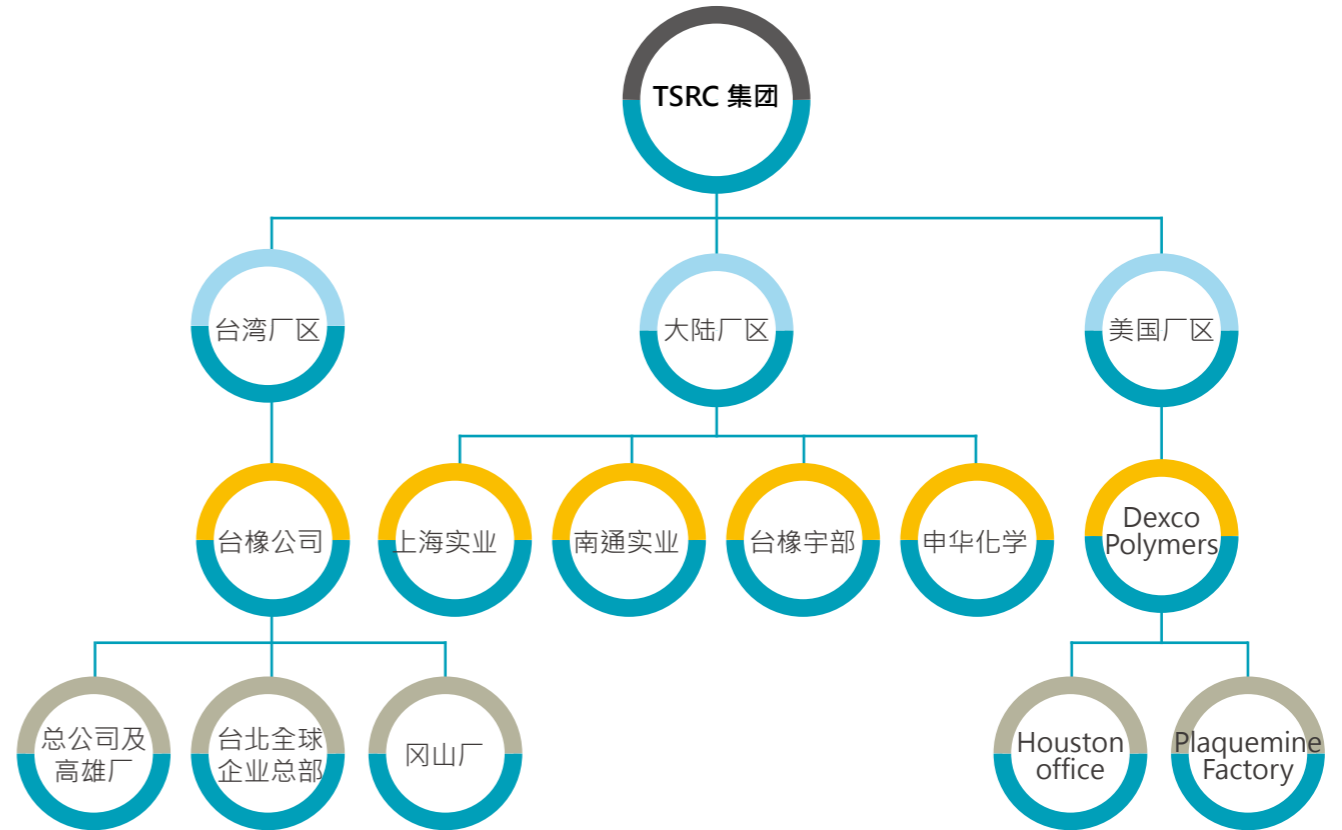 TSRC 集团
台湾厂区
大陆厂区
美国厂区
台橡公司
上海实业
南通实业
台橡宇部
申华化学
Dexco
Polymers
总公司及
高雄厂
台北全球
企业总部
冈山厂
Houston
office
Plaquemine
Factory